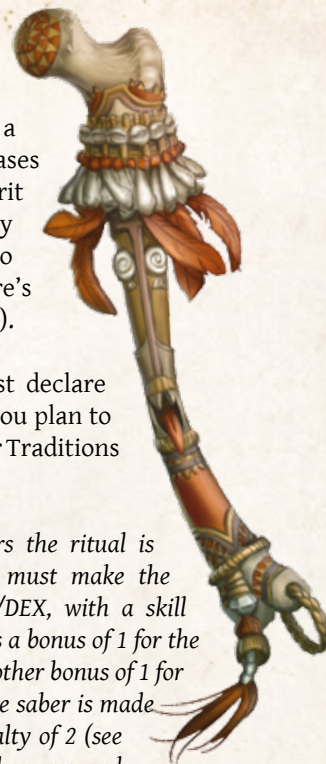 a
ases
rit
y
o
re's
).
st declare
ou plan to
r Traditions
rs the ritual is
must make the
/DEX, with a skill
s a bonus of 1 for the
other bonus of 1 for
e saber is made
alty of 2 (see